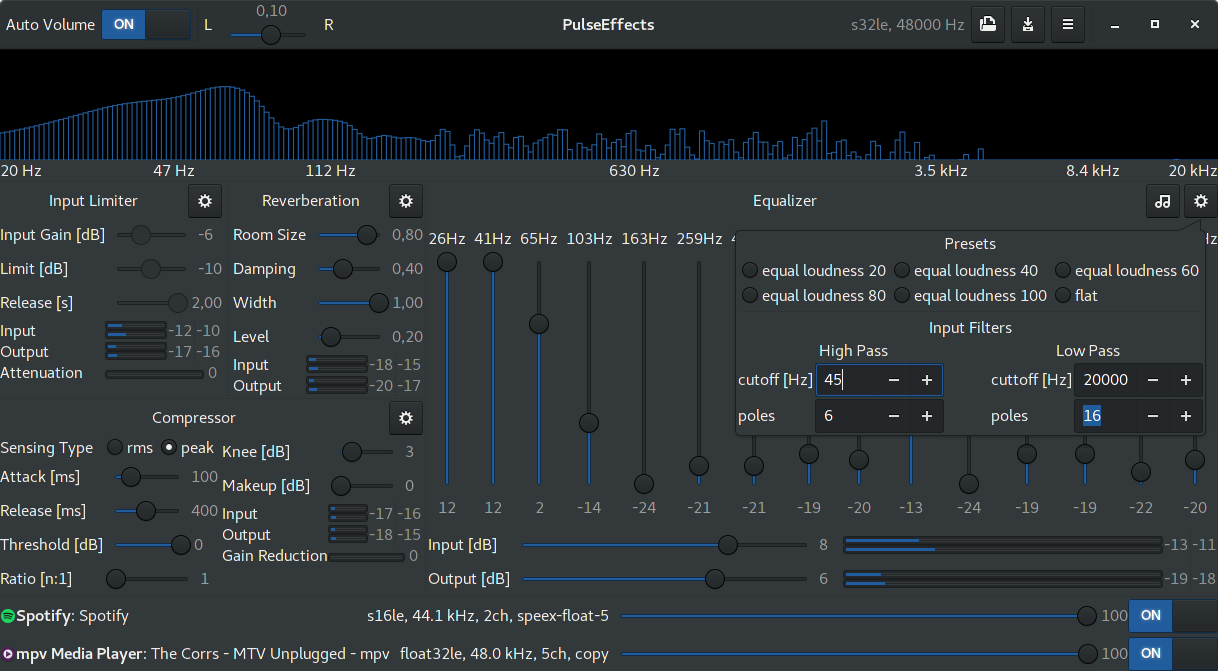 Auto Volume ON L 0,10 R PulseEffects s32le, 48000 Hz
20 Hz 47 Hz 112 Hz 630 Hz 3.5 kHz 8.4 kHz 20 kHz
Input Limiter
Input Gain [dB] -6
Limit [dB] -10
Release [s] 2,00
Input -12 -10
Output -17 -16
Attenuation 0
Reverberation
Room Size 0,80
Damping 0,40
Width 1,00
Level 0,20
Input -18 -15
Output -20 -17
Compressor
Sensing Type rms peak
Attack [ms] 100
Release [ms] 400
Threshold [dB] 0
Ratio [n:1] 1
Knee [dB] 3
Makeup [dB] 0
Input -17 -16
Output -18 -15
Gain Reduction 0
Equalizer
26Hz 41Hz 65Hz 103Hz 163Hz 259Hz
Presets
equal loudness 20 equal loudness 40 equal loudness 60
equal loudness 80 equal loudness 100 flat
Input Filters
High Pass Low Pass
cutoff [Hz] 45 − + cuttoff [Hz] 20000 − +
poles 6 − + poles 16 − +
12 12 2 -14 -24 -21 -21 -19 -20 -13 -24 -19 -19 -22 -20
Input [dB] 8 -13 -11
Output [dB] 6 -19 -18
Spotify: Spotify s16le, 44.1 kHz, 2ch, speex-float-5 100 ON
mpv Media Player: The Corrs - MTV Unplugged - mpv float32le, 48.0 kHz, 5ch, copy 100 ON